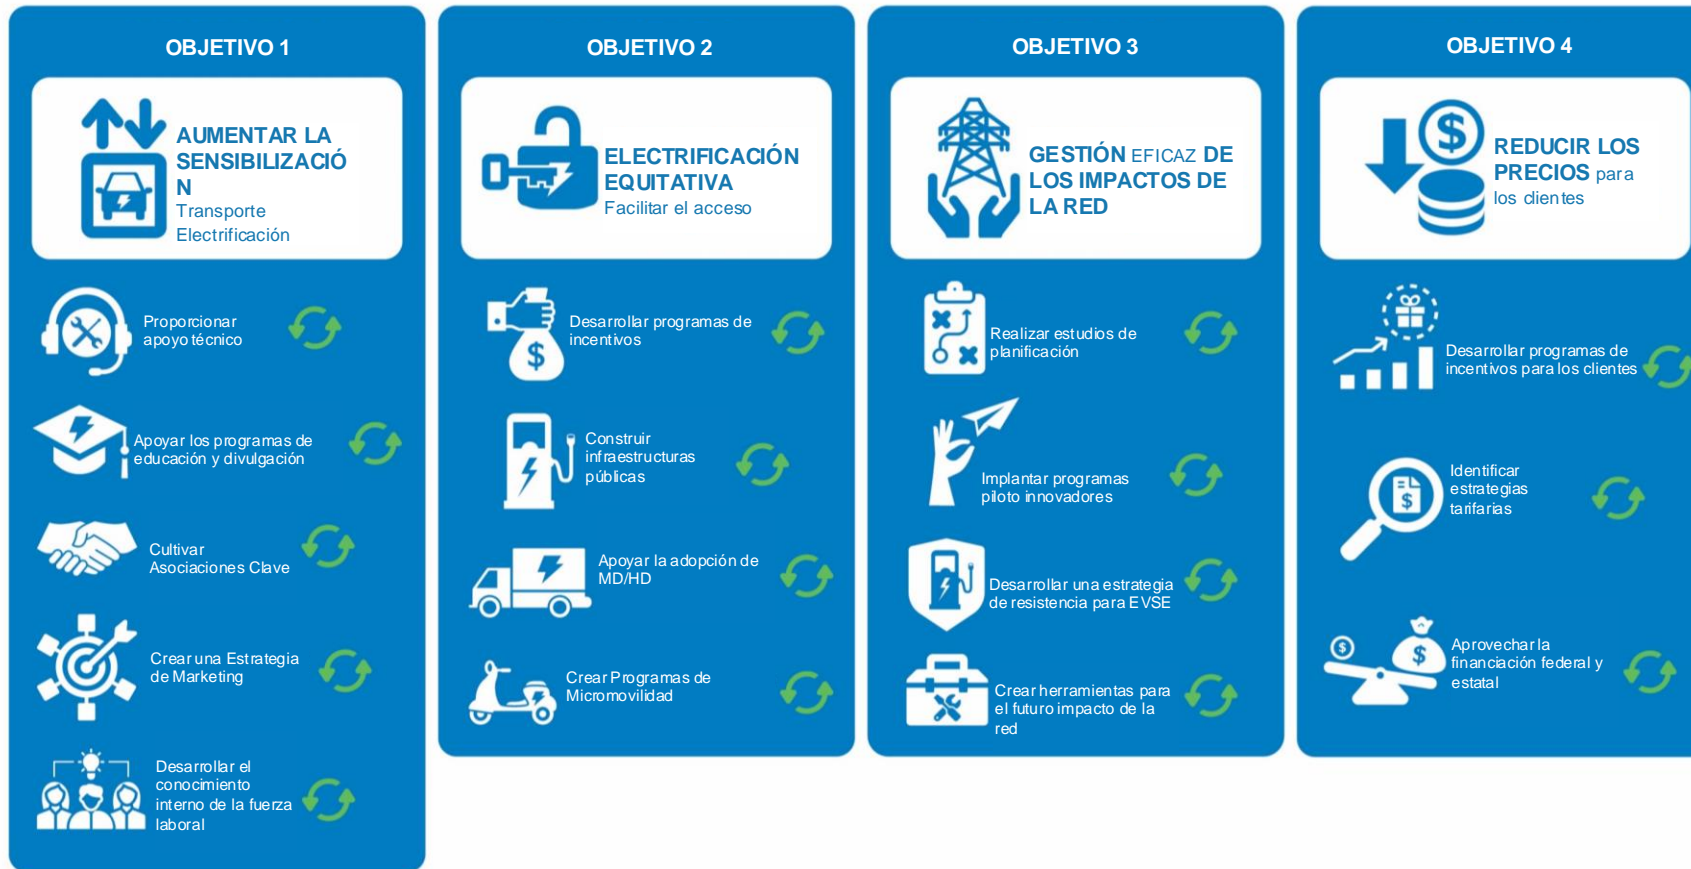 OBJETIVO 1
AUMENTAR LA
SENSIBILIZACIÓ
N
Transporte
Electrificación
Proporcionar
apoyo técnico
Apoyar los programas de
educación y divulgación
Cultivar
Asociaciones Clave
Crear una Estrategia
de Marketing
Desarrollar el
conocimiento
interno de la fuerza
laboral
OBJETIVO 2
ELECTRIFICACIÓN
EQUITATIVA
Facilitar el acceso
Desarrollar programas de
incentivos
$
Construir
infraestructuras
públicas
Apoyar la adopción de
MD/HD
Crear Programas de
Micromovilidad
OBJETIVO 3
GESTIÓN EFICAZ DE
LOS IMPACTOS DE
LA RED
Realizar estudios de
planificación
Implantar programas
piloto innovadores
Desarrollar una estrategia
de resistencia para EVSE
Crear herramientas para
el futuro impacto de la
red
OBJETIVO 4
$
REDUCIR LOS
PRECIOS para
los clientes
Desarrollar programas de
incentivos para los clientes
$
Identificar
estrategias
tarifarias
$
$
Aprovechar la
financiación federal y
estatal